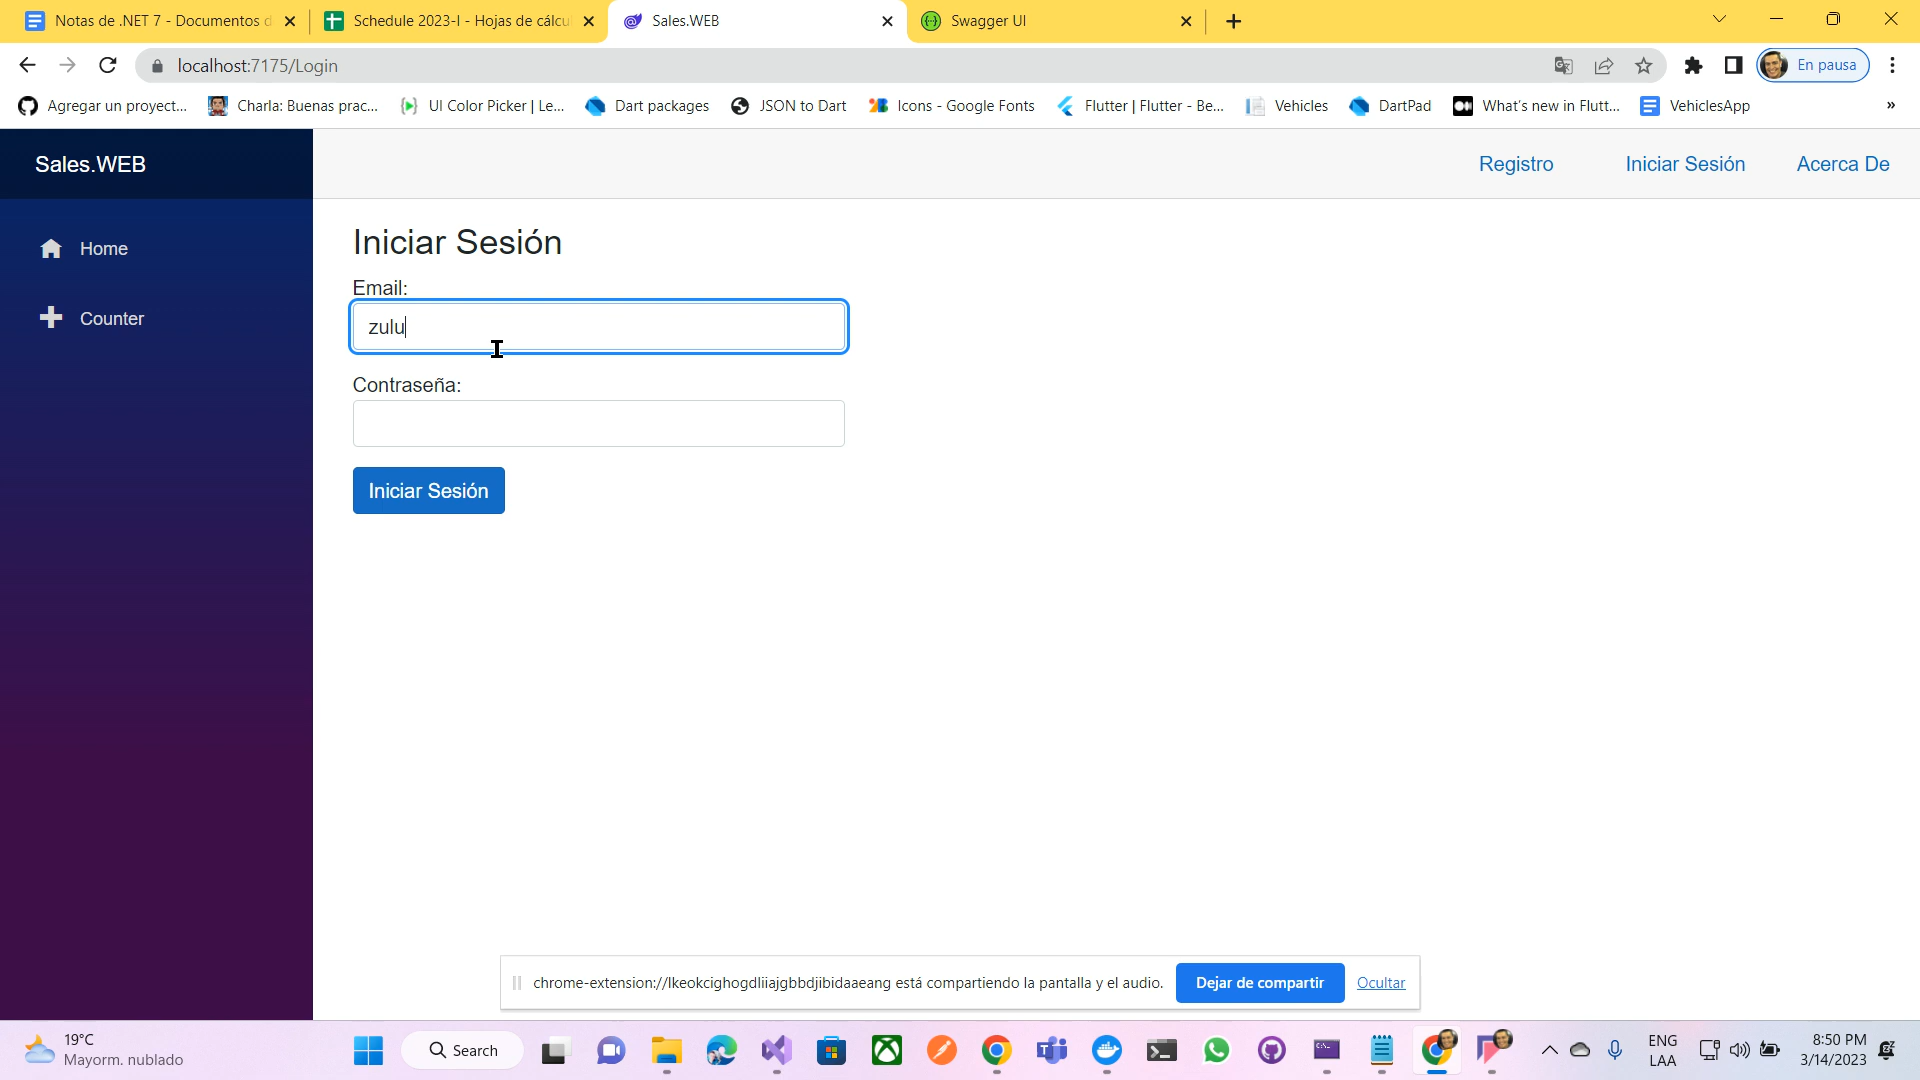 Notas de .NET 7 - Documentos d
Schedule 2023-I - Hojas de cálcu
Sales.WEB
Swagger UI
localhost:7175/Login
En pausa
Agregar un proyect...
Charla: Buenas prac...
UI Color Picker | Le...
Dart packages
JSON to Dart
Icons - Google Fonts
Flutter | Flutter - Be...
Vehicles
DartPad
What's new in Flutt...
VehiclesApp
»
Sales.WEB
Registro
Iniciar Sesión
Acerca De
Home
Counter
Iniciar Sesión
Email:
zulu
Contraseña:
Iniciar Sesión
chrome-extension://lkeokcighogdliiajgbbdjibidaaeang está compartiendo la pantalla y el audio.
Dejar de compartir
Ocultar
19°C
Mayorm. nublado
Search
ENG
LAA
8:50 PM
3/14/2023